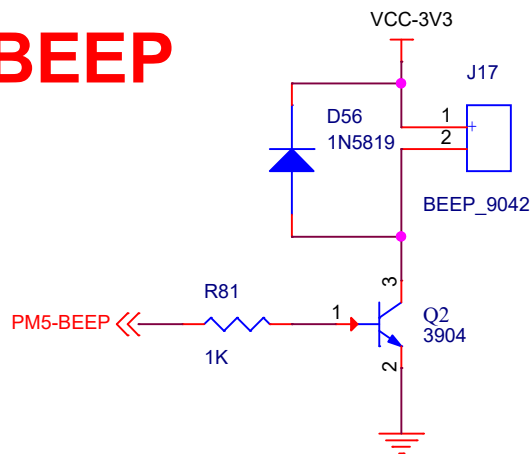 BEEP
VCC-3V3
J17
D56
1N5819
1
+
2
BEEP_9042
3
R81
PM5-BEEP
1
Q2
3904
1K
2